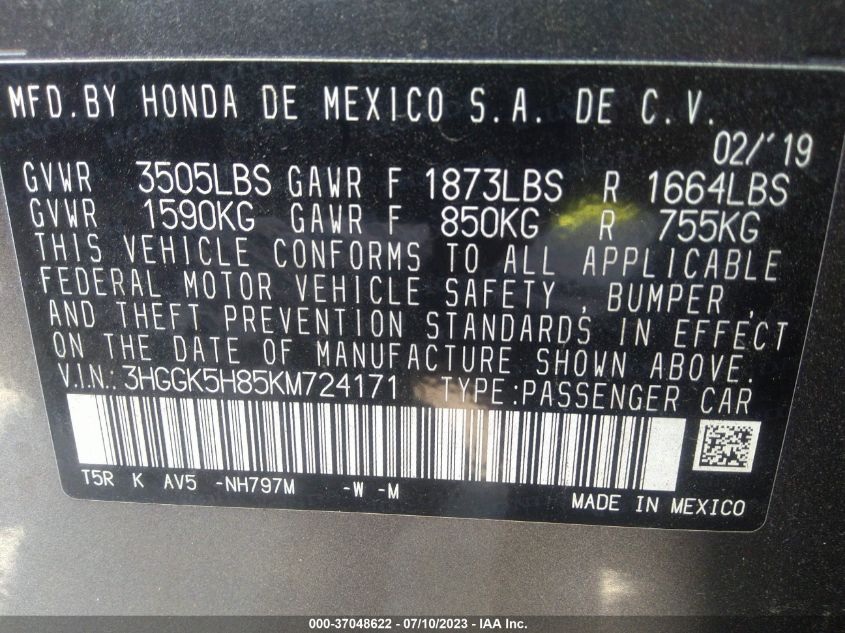 MFD.BY HONDA DE MEXICO S.A. DE C.V.
02/'19
GVWR 3505LBS GAWR F 1873LBS R 1664LBS
GVWR 1590KG GAWR F 850KG R 755KG
THIS VEHICLE CONFORMS TO ALL APPLICABLE
FEDERAL MOTOR VEHICLE SAFETY , BUMPER ,
AND THEFT PREVENTION STANDARDS IN EFFECT
ON THE DATE OF MANUFACTURE SHOWN ABOVE.
V.I.N.: 3HGGK5H85KM724171 TYPE:PASSENGER CAR
T5R K AV5 -NH797M -W -M
MADE IN MEXICO
000-37048622 - 07/10/2023 - IAA Inc.